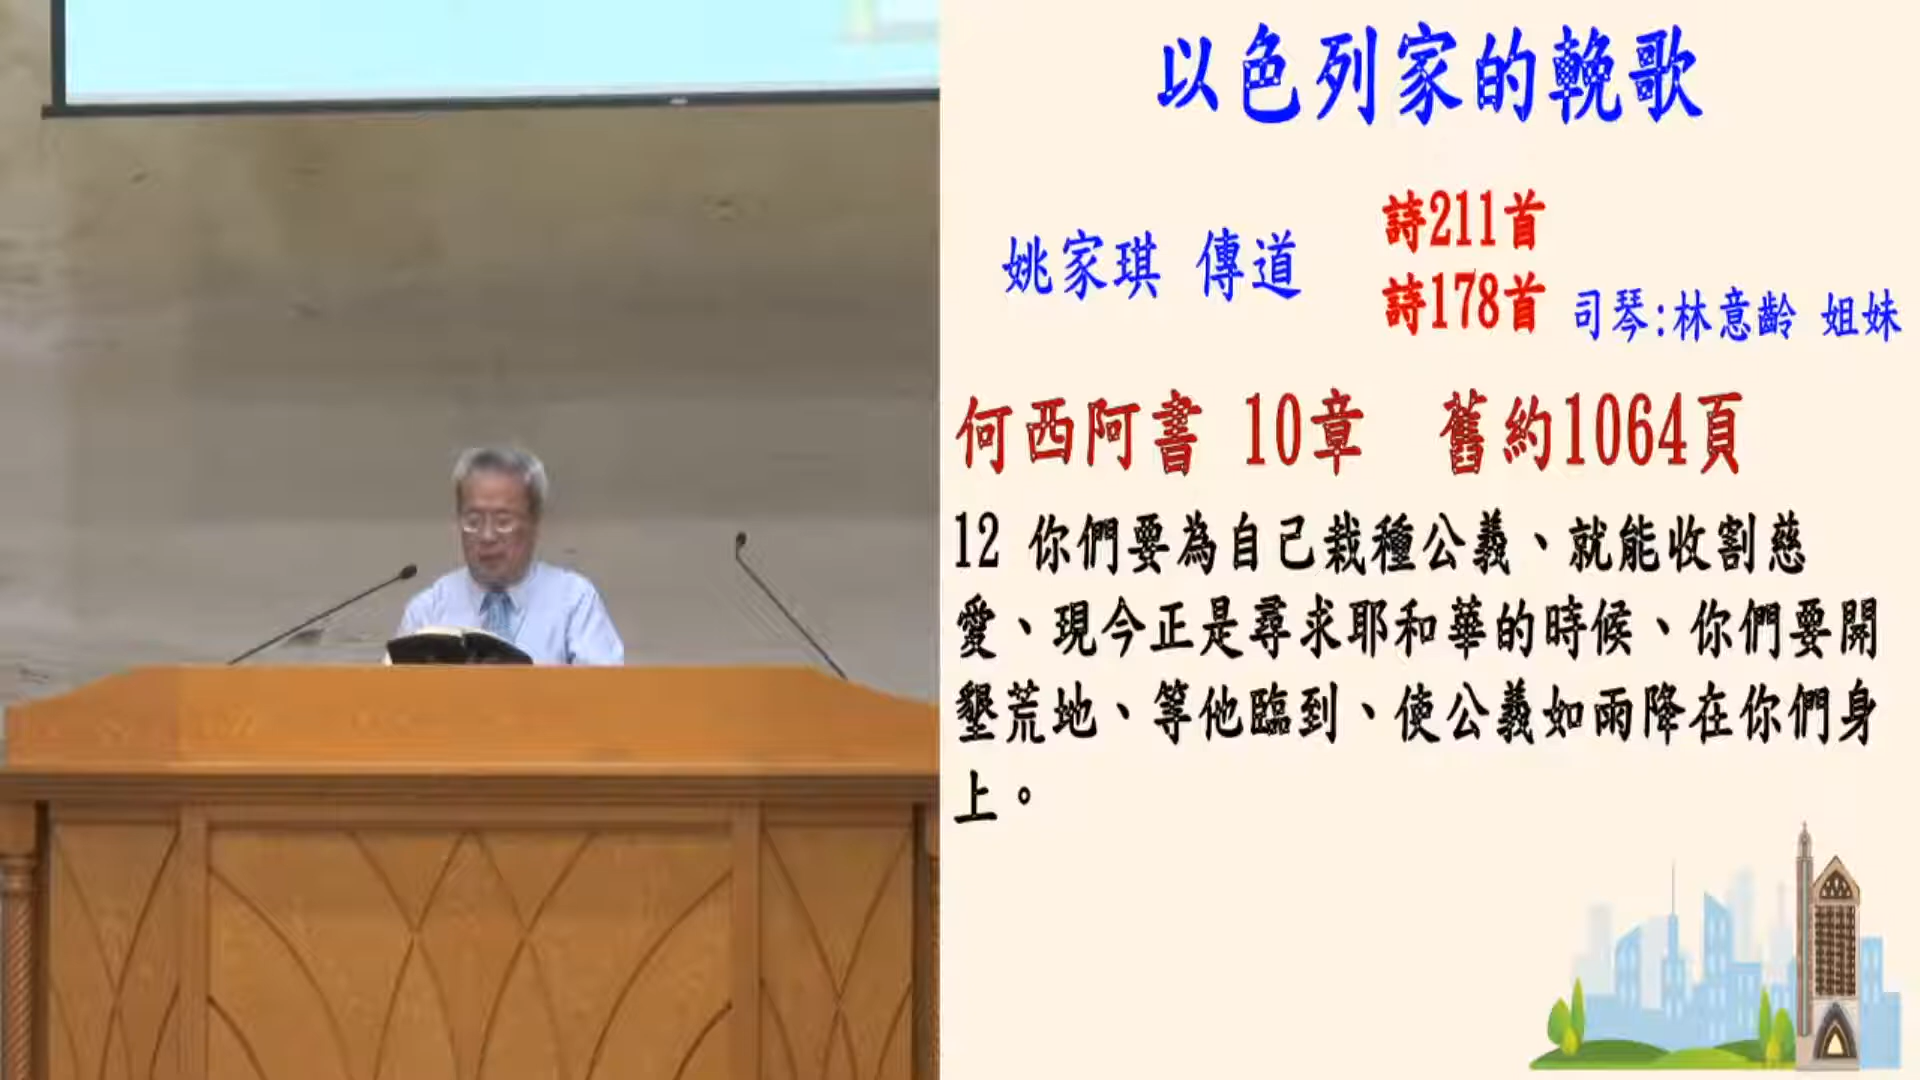 以色列家的輓歌
姚家琪 傳道
詩211首
詩178首
司琴:林意齡 姐妹
何西阿書 10章 舊約1064頁
12 你們要為自己栽種公義、就能收割慈
愛、現今正是尋求耶和華的時候、你們要開
墾荒地、等他臨到、使公義如雨降在你們身
上。